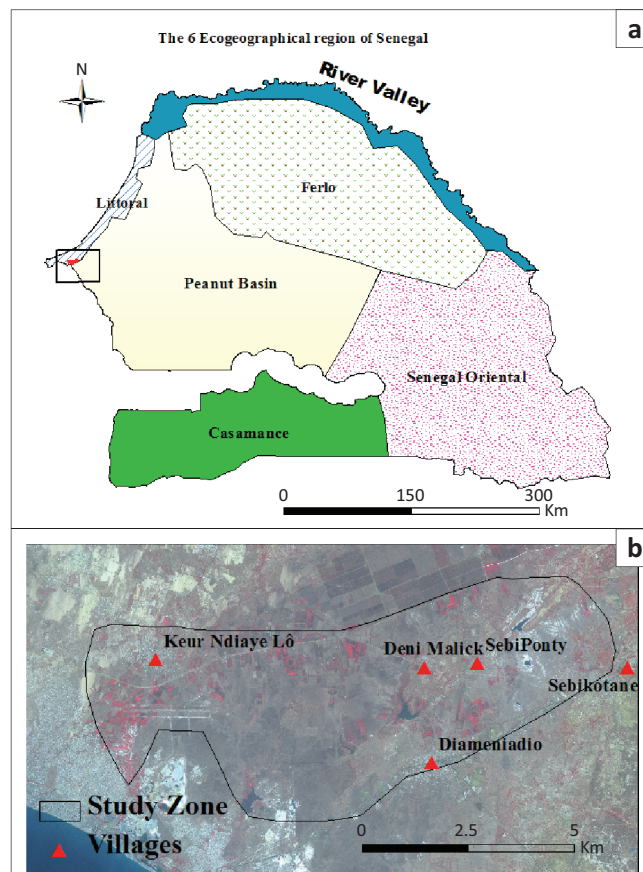 a
The 6 Ecogeographical region of Senegal
N
River Valley
Littoral
Ferlo
Peanut Basin
Senegal Oriental
Casamance
0 150 300
Km
b
Keur Ndiaye Lô
Deni Malick
SebiPonty
Sebikotane
Diameniadio
Study Zone
Villages
0 2.5 5
Km